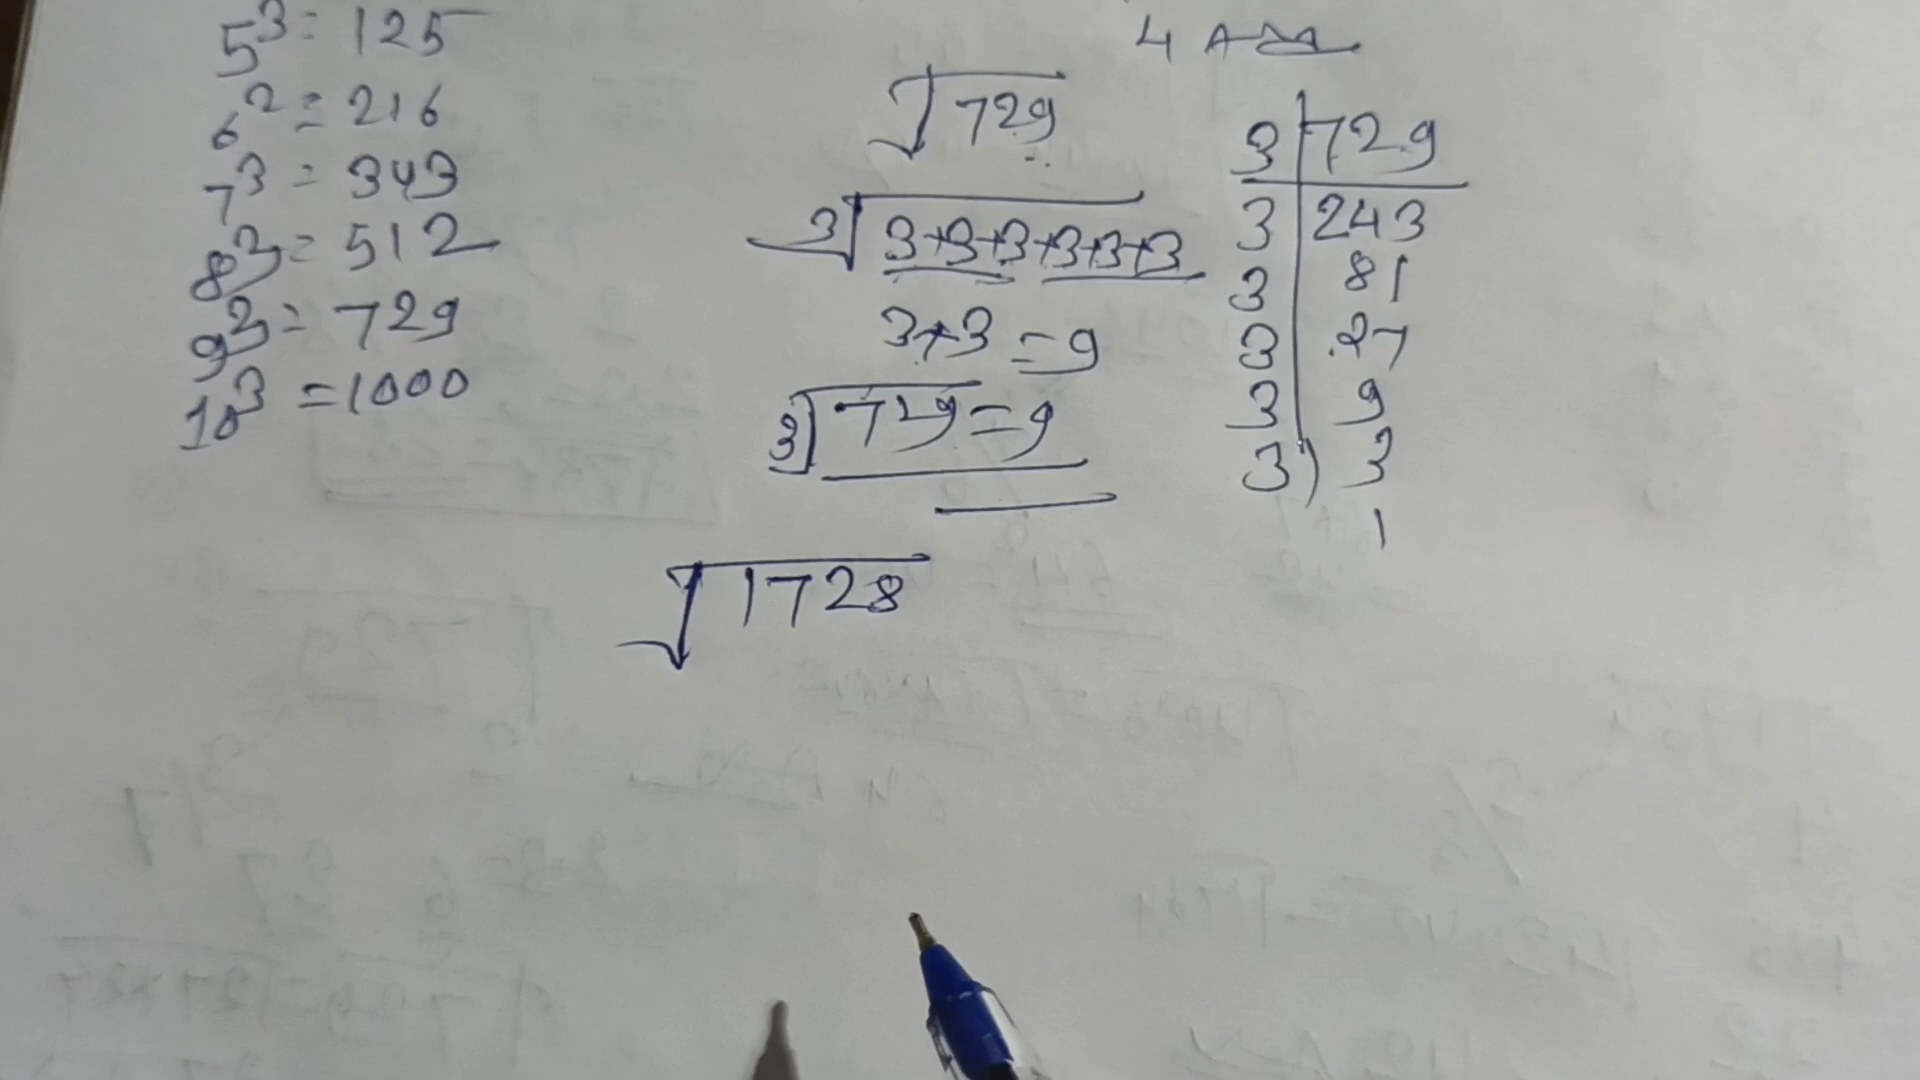 5³ = 125
6² = 216
7³ = 343
8³ = 512
9³ = 729
10³ = 1000
4 Ans
√729
∛3×3×3×3×3×3
3×3 = 9
∛729 = 9
3 | 729
3 | 243
3 | 81
3 | 27
3 | 9
3 ) 3
1
√1728